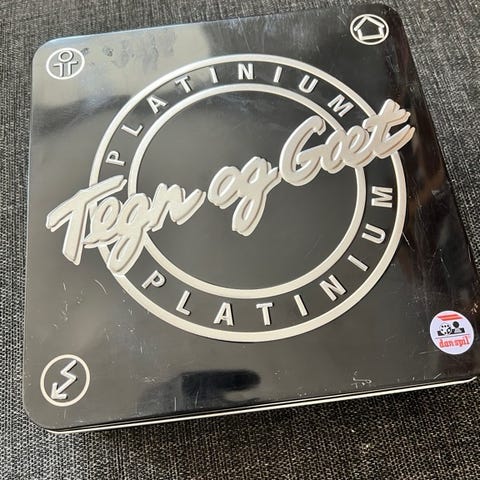 PLATINIUM
Tegn og Gæt
PLATINIUM
dan spil